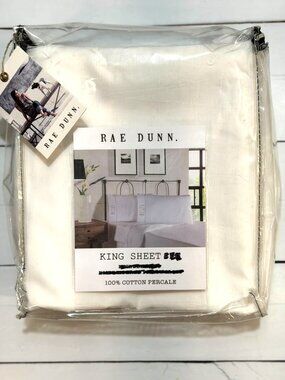 RAE DUNN.
RAE DUNN.
KING SHEET
100% COTTON PERCALE